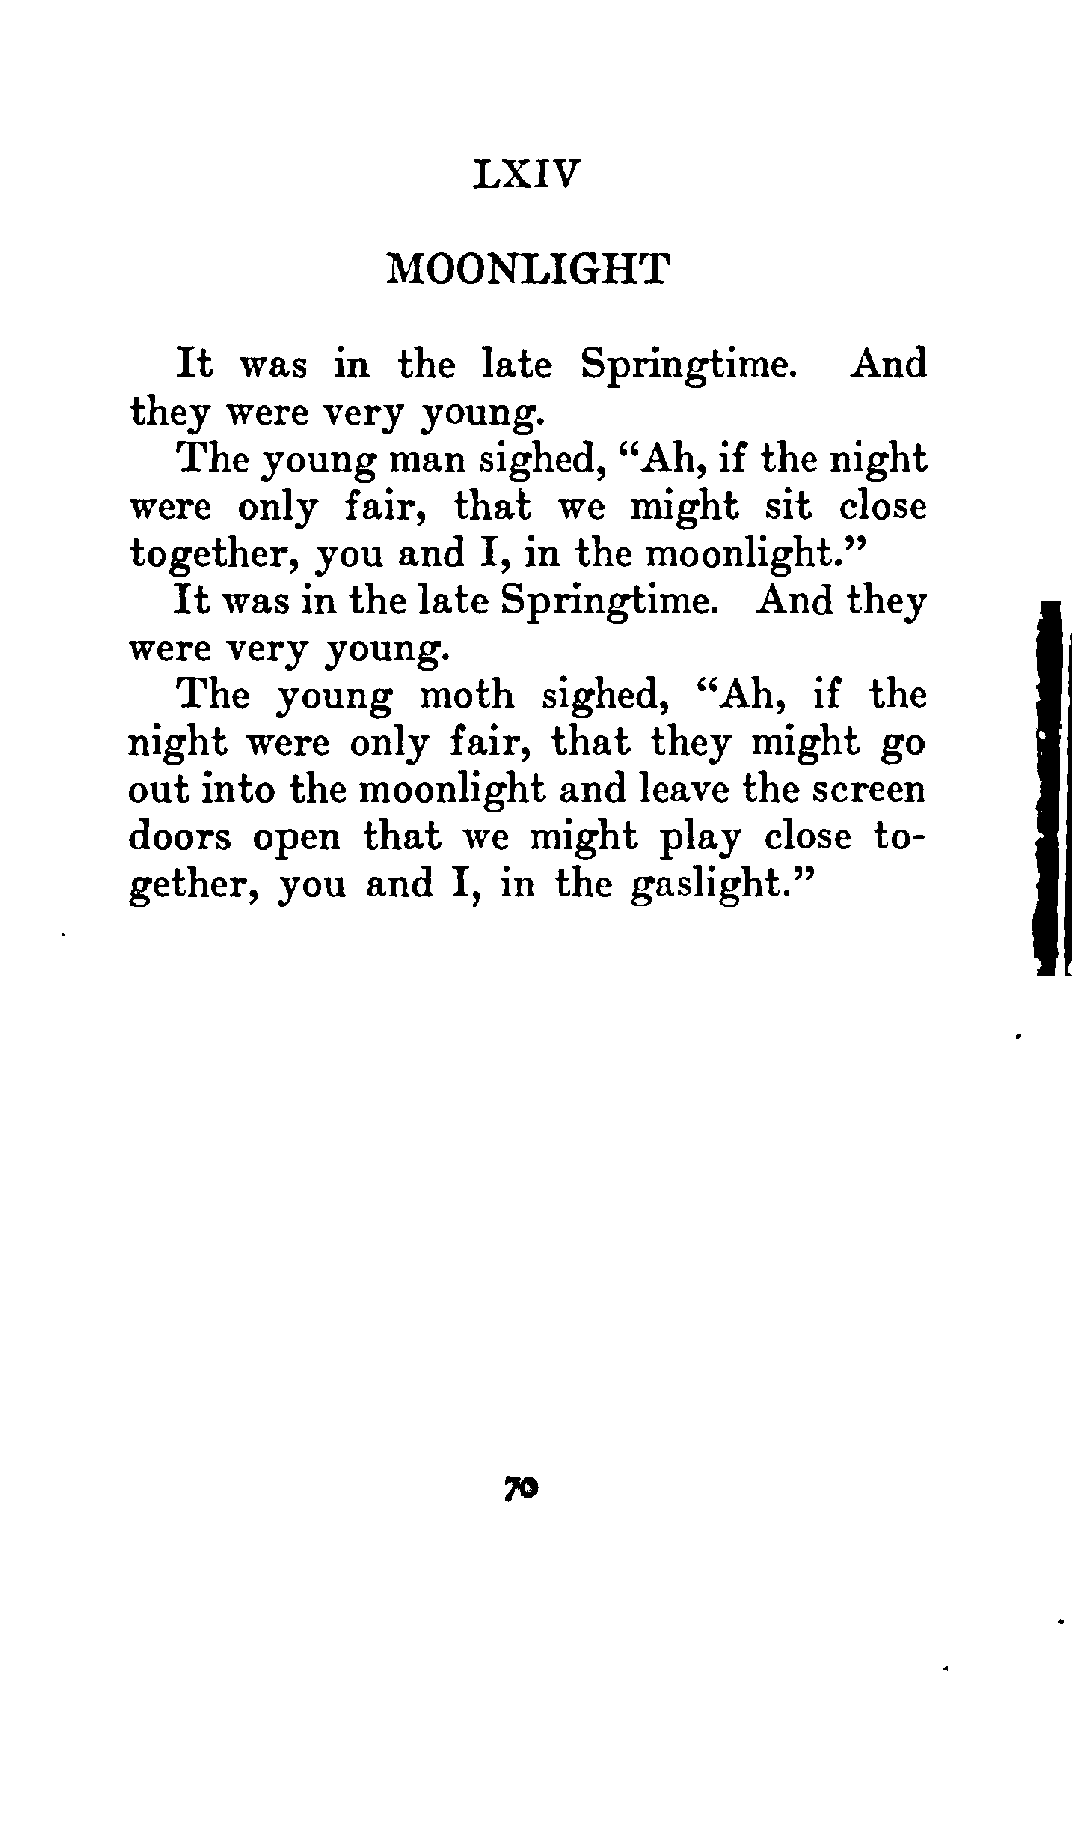 LXIV
MOONLIGHT
It was in the late Springtime. And
they were very young.
The young man sighed, “Ah, if the night
were only fair, that we might sit close
together, you and I, in the moonlight.”
It was in the late Springtime. And they
were very young.
The young moth sighed, “Ah, if the
night were only fair, that they might go
out into the moonlight and leave the screen
doors open that we might play close to-
gether, you and I, in the gaslight.”
70